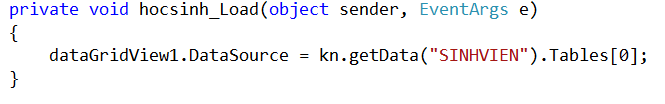 private void hocsinh_Load(object sender, EventArgs e)
{
    dataGridView1.DataSource = kn.getData("SINHVIEN").Tables[0];
}